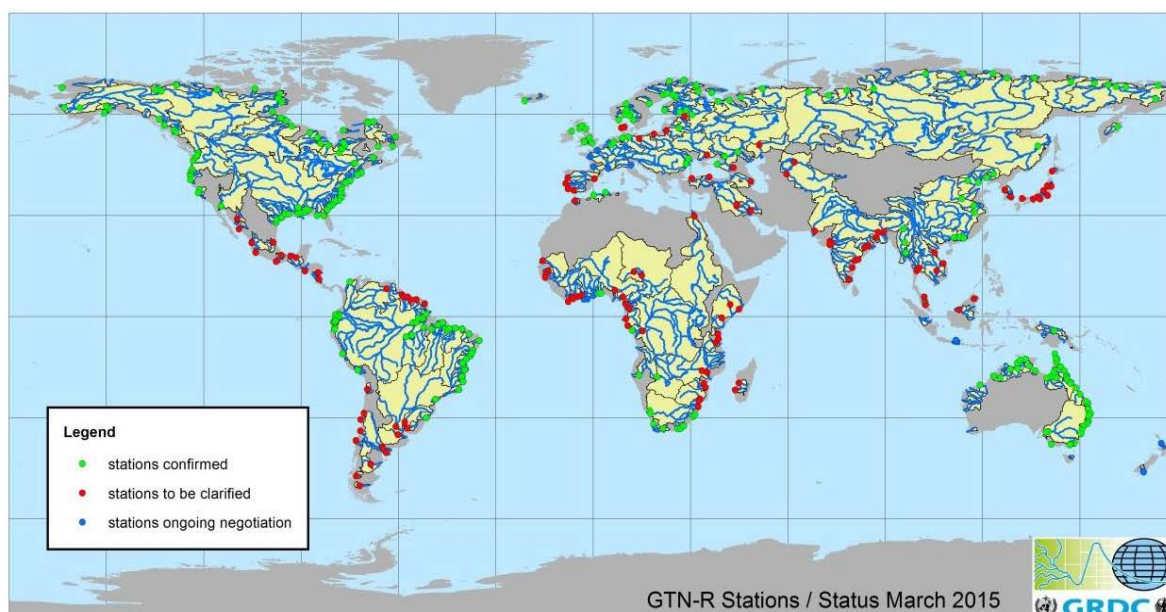 Legend
stations confirmed
stations to be clarified
stations ongoing negotiation
GTN-R Stations / Status March 2015
GRDC